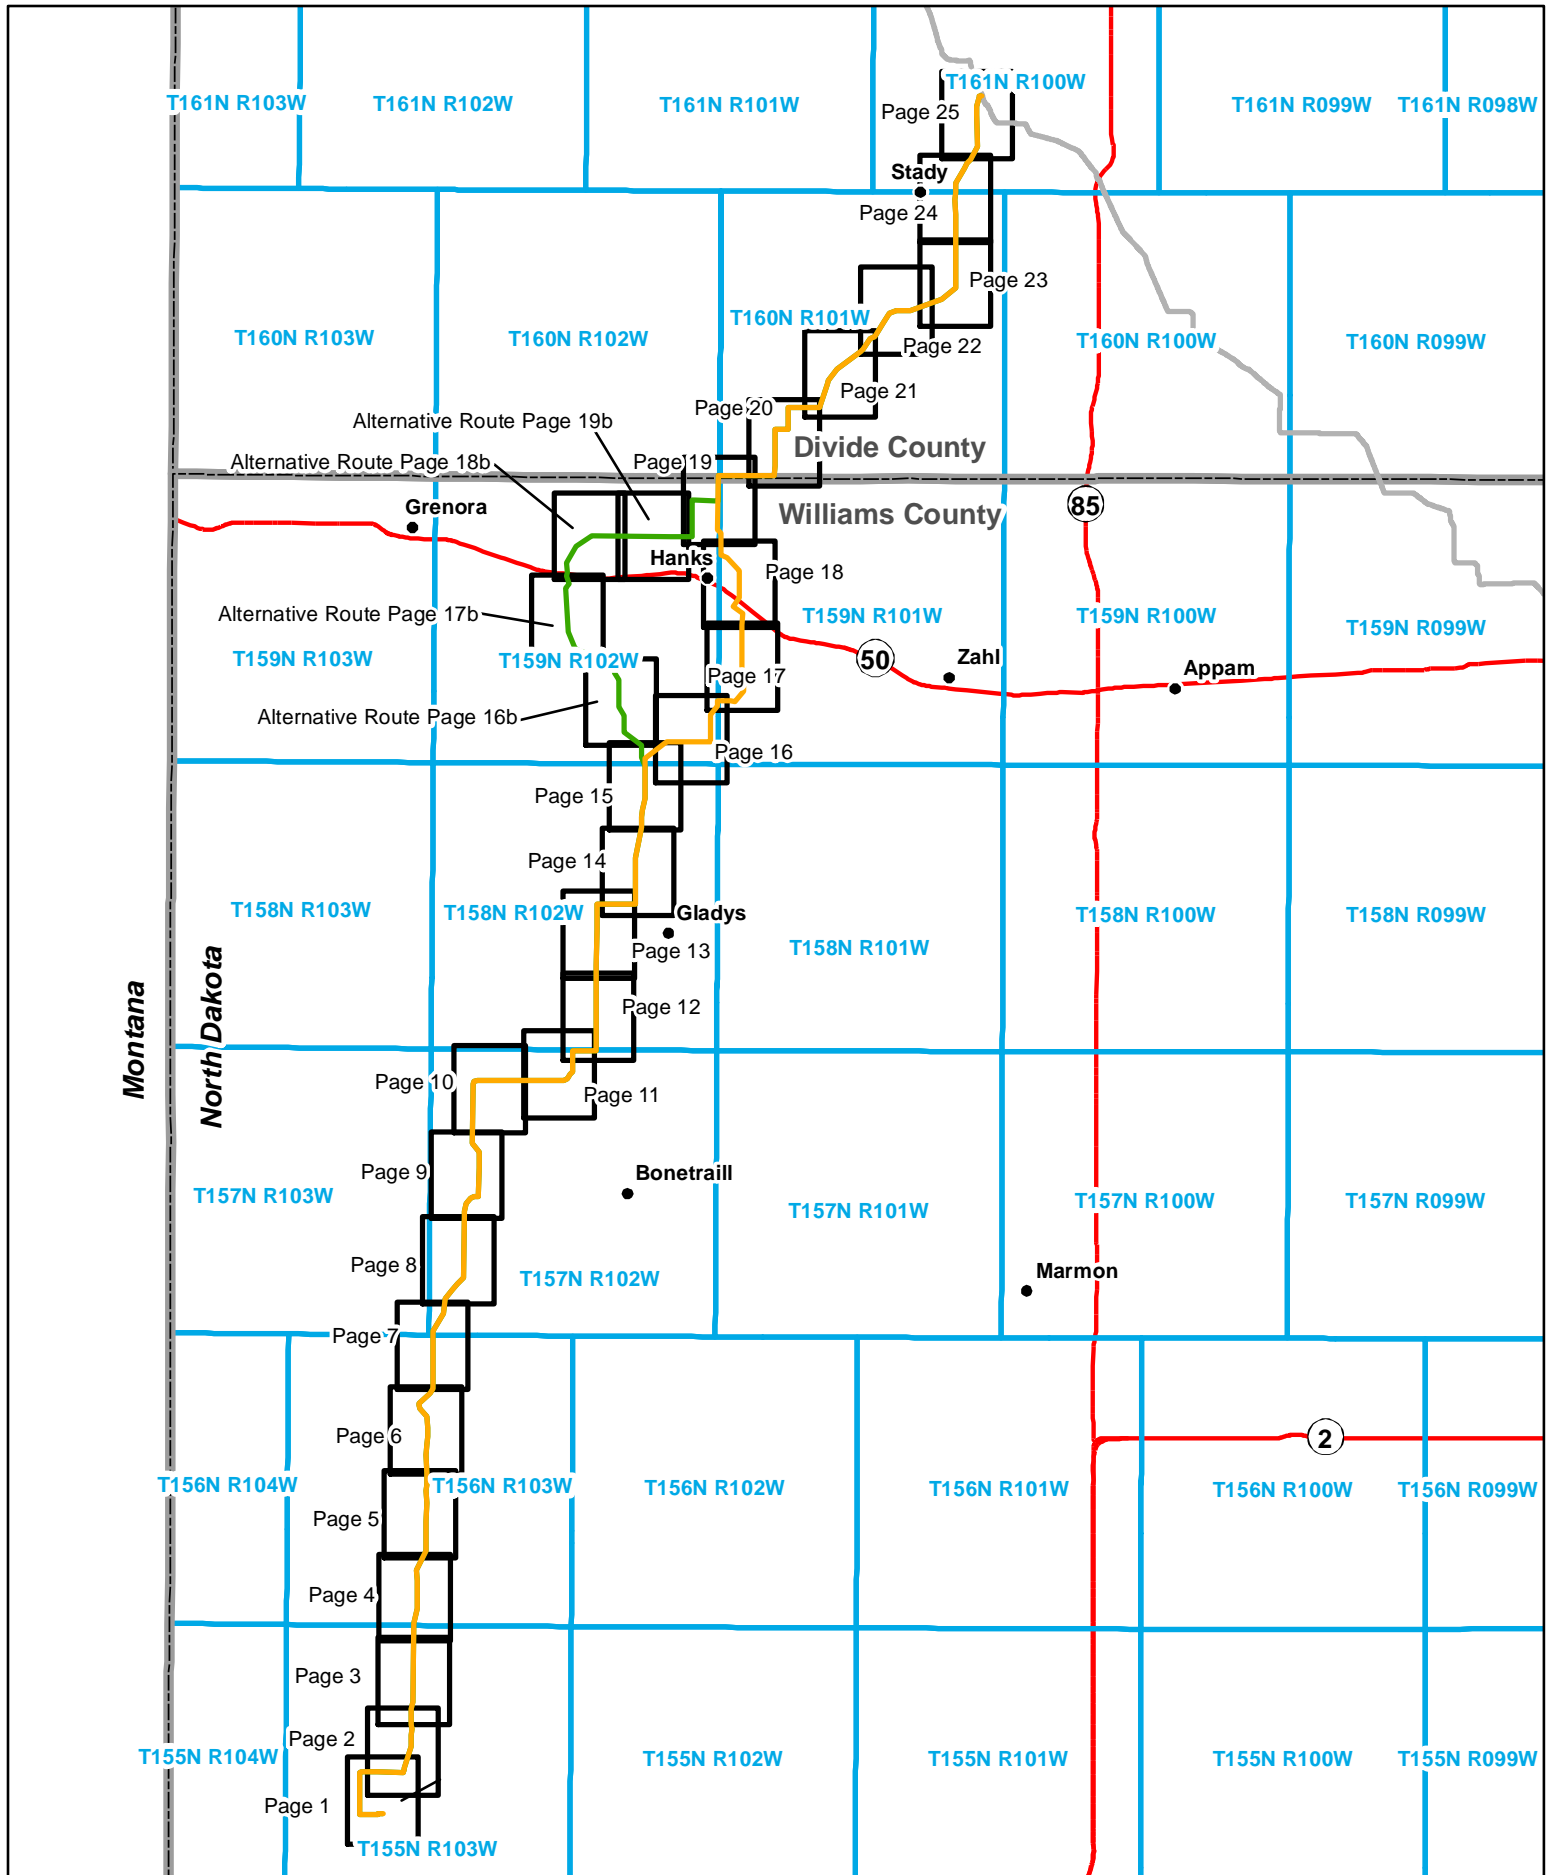 T161N R100W
T161N R103W
T161N R102W
T161N R101W
T161N R099W
T161N R098W
Page 25
Stady
Page 24
Page 23
T160N R101W
T160N R103W
T160N R102W
Page 22
T160N R100W
T160N R099W
Page 21
Page 20
Alternative Route Page 19b
Divide County
Alternative Route Page 18b
Page 19
Grenora
85
Williams County
Hanks
Page 18
Alternative Route Page 17b
T159N R101W
T159N R100W
T159N R099W
T159N R103W
T159N R102W
50
Zahl
Appam
Page 17
Alternative Route Page 16b
Page 16
Page 15
Page 14
T158N R103W
T158N R102W
Gladys
T158N R100W
T158N R099W
Page 13
T158N R101W
Montana
North Dakota
Page 12
Page 10
Page 11
Page 9
Bonetraill
T157N R103W
T157N R101W
T157N R100W
T157N R099W
Page 8
T157N R102W
Marmon
Page 7
Page 6
2
T156N R104W
T156N R103W
T156N R102W
T156N R101W
T156N R100W
T156N R099W
Page 5
Page 4
Page 3
Page 2
T155N R104W
T155N R102W
T155N R101W
T155N R100W
T155N R099W
Page 1
T155N R103W